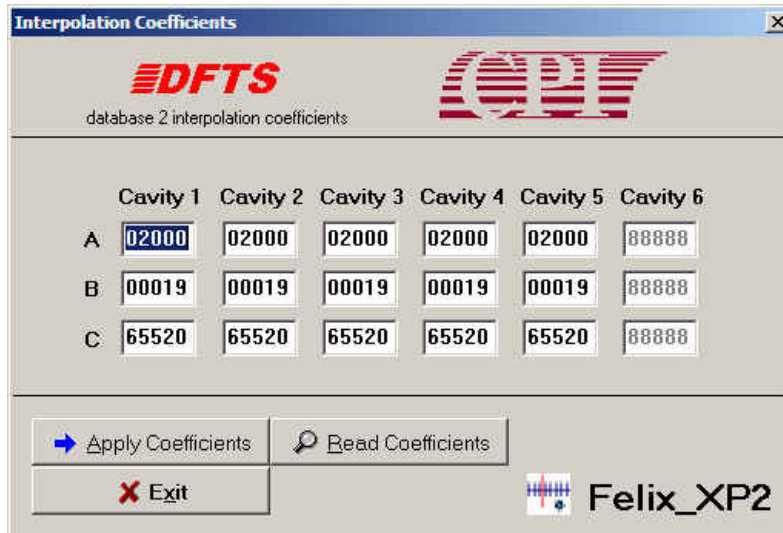 Interpolation Coefficients
DFTS
CPI
database 2 interpolation coefficients
Cavity 1 Cavity 2 Cavity 3 Cavity 4 Cavity 5 Cavity 6
A 02000 02000 02000 02000 02000 88888
B 00019 00019 00019 00019 00019 88888
C 65520 65520 65520 65520 65520 88888
Apply Coefficients Read Coefficients
Exit
Felix_XP2